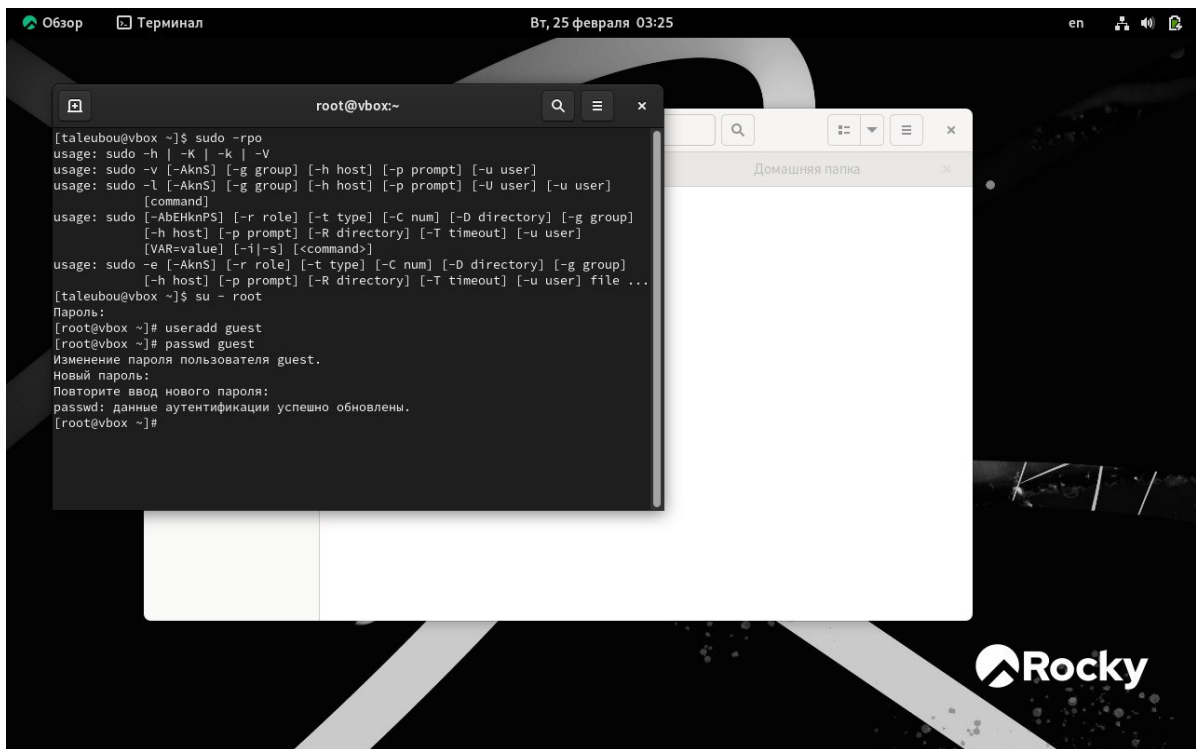 Обзор
Терминал
Вт, 25 февраля 03:25
en
root@vbox:~
[taleubou@vbox ~]$ sudo -rpo
usage: sudo -h | -K | -k | -V
usage: sudo -v [-AknS] [-g group] [-h host] [-p prompt] [-u user]
usage: sudo -l [-AknS] [-g group] [-h host] [-p prompt] [-U user] [-u user]
[command]
usage: sudo [-AbEHknPS] [-r role] [-t type] [-C num] [-D directory] [-g group]
[-h host] [-p prompt] [-R directory] [-T timeout] [-u user]
[VAR=value] [-i|-s] [<command>]
usage: sudo -e [-AknS] [-r role] [-t type] [-C num] [-D directory] [-g group]
[-h host] [-p prompt] [-R directory] [-T timeout] [-u user] file ...
[taleubou@vbox ~]$ su - root
Пароль:
[root@vbox ~]# useradd guest
[root@vbox ~]# passwd guest
Изменение пароля пользователя guest.
Новый пароль:
Повторите ввод нового пароля:
passwd: данные аутентификации успешно обновлены.
[root@vbox ~]#
Домашняя папка
Rocky